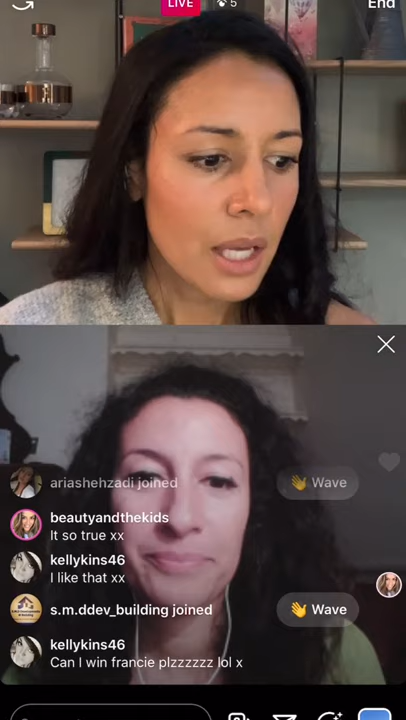 LIVE
5
End
ariashehzadi joined
Wave
beautyandthekids
It so true xx
kellykins46
I like that xx
s.m.ddev_building joined
Wave
kellykins46
Can I win francie plzzzzzz lol x